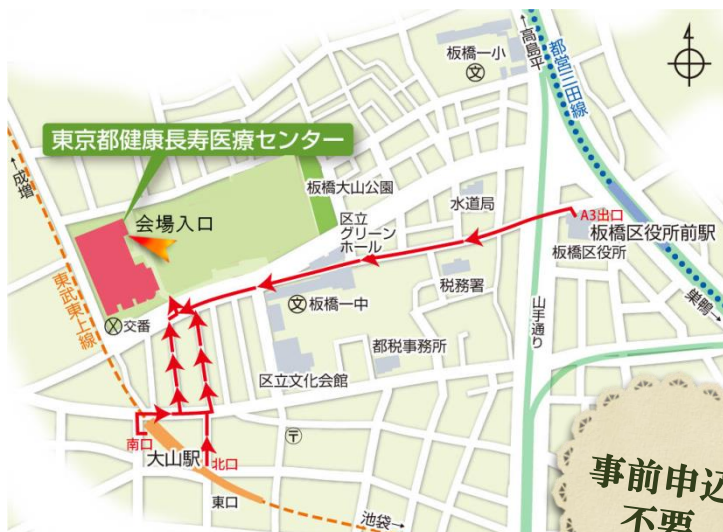 板橋一小
文
←高島平
都営三田線
東京都健康長寿医療センター
←成増
板橋大山公園
会場入口
区立
グリーン
ホール
水道局
A3出口
板橋区役所前駅
板橋区役所
東武東上線
交番
文
板橋一中
税務署
山手通り
巣鴨→
都税事務所
区立文化会館
南口
大山駅
北口
〒
東口
池袋→
事前申込
不要